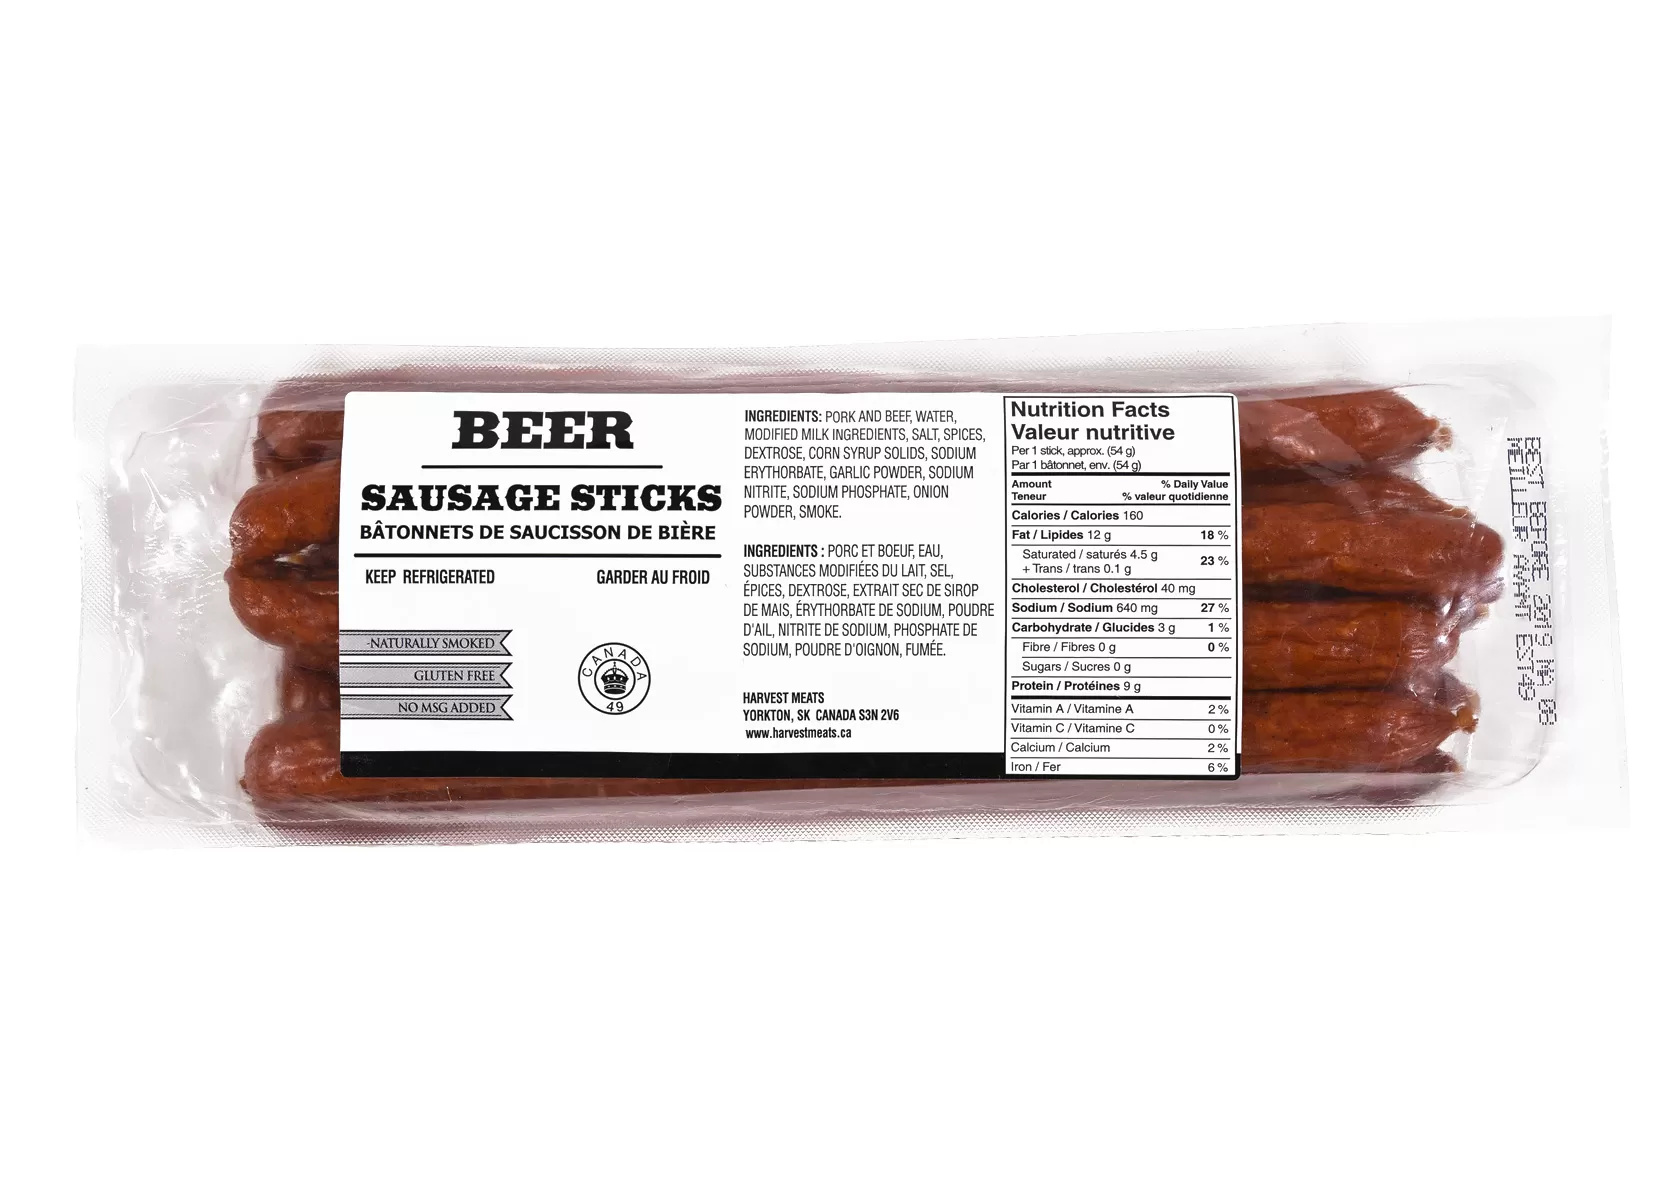 BEER
SAUSAGE STICKS
BÂTONNETS DE SAUCISSON DE BIÈRE
KEEP REFRIGERATED
GARDER AU FROID
-NATURALLY SMOKED
GLUTEN FREE
NO MSG ADDED
CANADA
49
INGREDIENTS: PORK AND BEEF, WATER,
MODIFIED MILK INGREDIENTS, SALT, SPICES,
DEXTROSE, CORN SYRUP SOLIDS, SODIUM
ERYTHORBATE, GARLIC POWDER, SODIUM
NITRITE, SODIUM PHOSPHATE, ONION
POWDER, SMOKE.
INGREDIENTS : PORC ET BOEUF, EAU,
SUBSTANCES MODIFIÉES DU LAIT, SEL,
ÉPICES, DEXTROSE, EXTRAIT SEC DE SIROP
DE MAIS, ÉRYTHORBATE DE SODIUM, POUDRE
D'AIL, NITRITE DE SODIUM, PHOSPHATE DE
SODIUM, POUDRE D'OIGNON, FUMÉE.
HARVEST MEATS
YORKTON, SK CANADA S3N 2V6
www.harvestmeats.ca
Nutrition Facts
Valeur nutritive
Per 1 stick, approx. (54 g)
Par 1 bâtonnet, env. (54 g)
Amount % Daily Value
Teneur % valeur quotidienne
Calories / Calories 160
Fat / Lipides 12 g 18 %
Saturated / saturés 4.5 g
+ Trans / trans 0.1 g 23 %
Cholesterol / Cholestérol 40 mg
Sodium / Sodium 640 mg 27 %
Carbohydrate / Glucides 3 g 1 %
Fibre / Fibres 0 g 0 %
Sugars / Sucres 0 g
Protein / Protéines 9 g
Vitamin A / Vitamine A 2 %
Vitamin C / Vitamine C 0 %
Calcium / Calcium 2 %
Iron / Fer 6 %
BEST BEFORE 2019 MA 08
MEILLEUR AVANT EST49